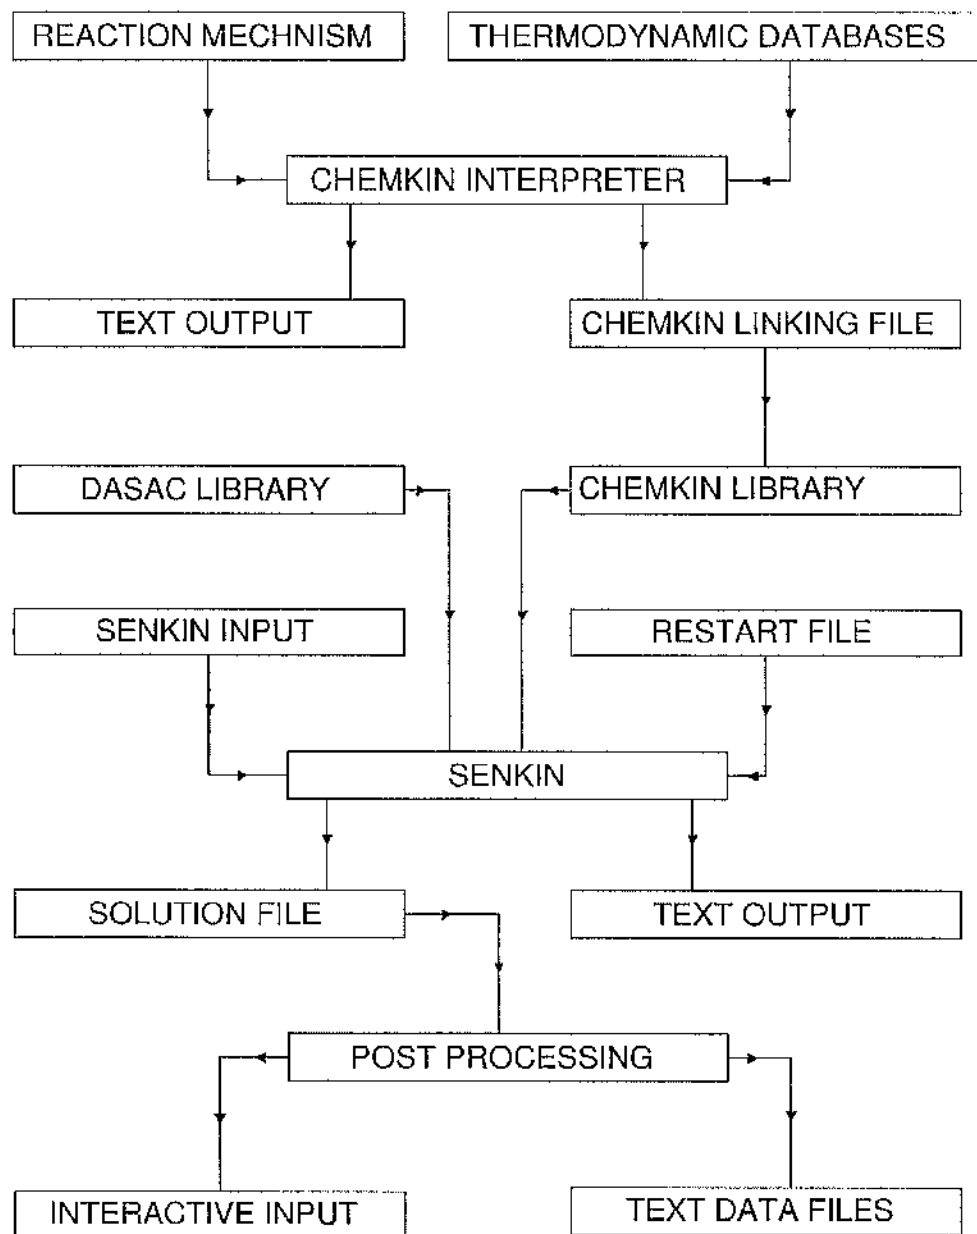 REACTION MECHNISM
THERMODYNAMIC DATABASES
CHEMKIN INTERPRETER
TEXT OUTPUT
CHEMKIN LINKING FILE
DASAC LIBRARY
CHEMKIN LIBRARY
SENKIN INPUT
RESTART FILE
SENKIN
SOLUTION FILE
TEXT OUTPUT
POST PROCESSING
INTERACTIVE INPUT
TEXT DATA FILES